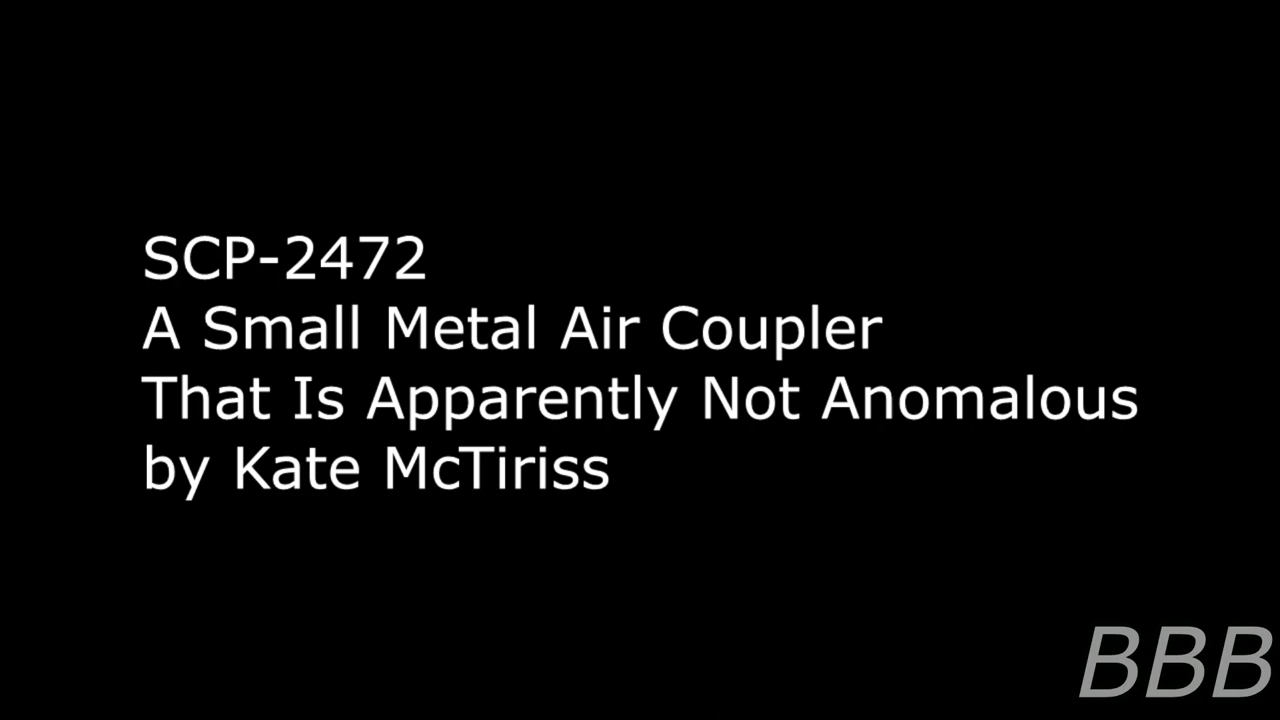 SCP-2472
A Small Metal Air Coupler
That Is Apparently Not Anomalous
by Kate McTiriss
BBB